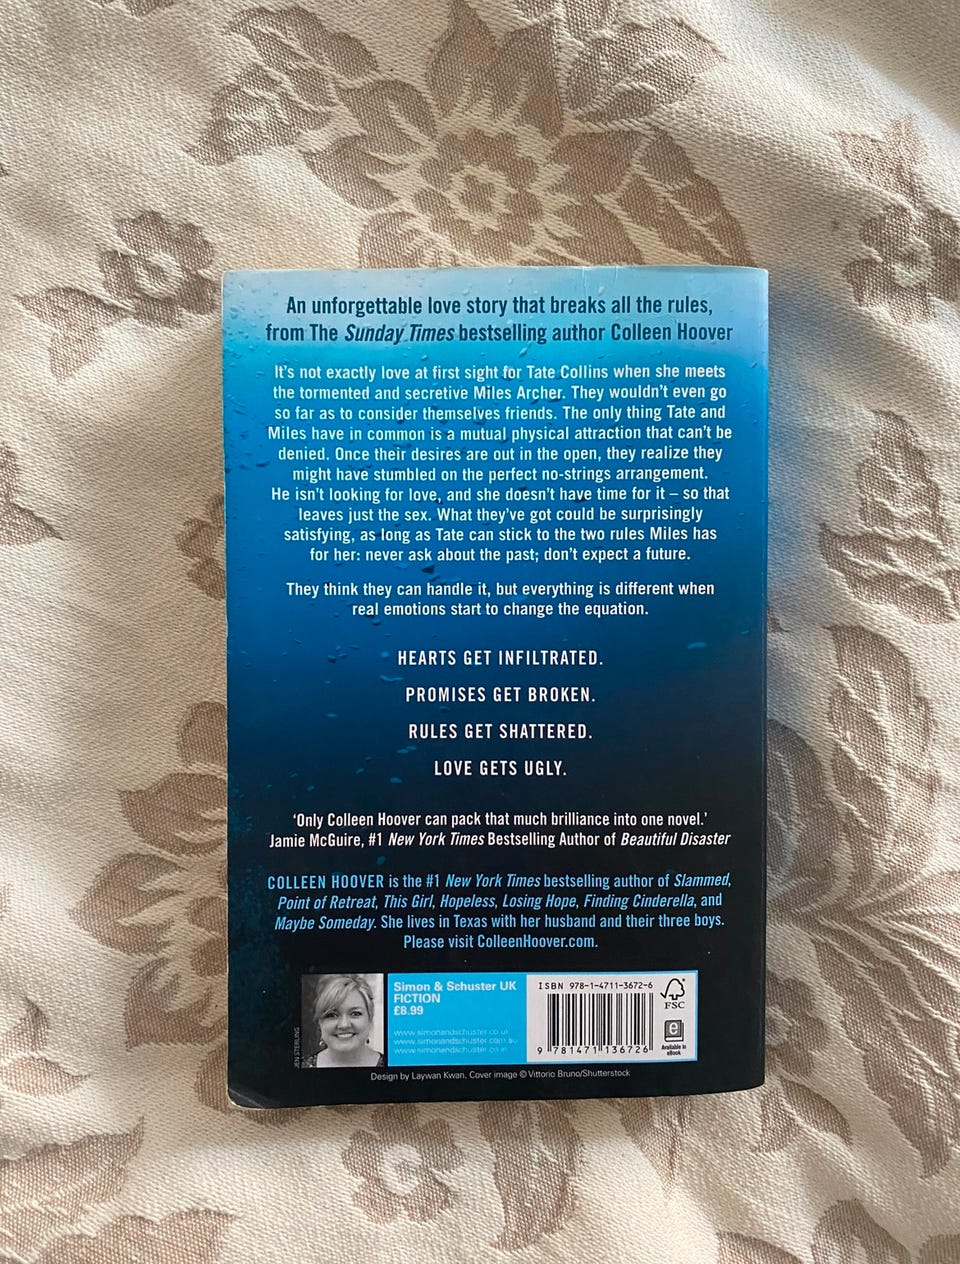 An unforgettable love story that breaks all the rules,
from The Sunday Times bestselling author Colleen Hoover
It's not exactly love at first sight for Tate Collins when she meets
the tormented and secretive Miles Archer. They wouldn't even go
so far as to consider themselves friends. The only thing Tate and
Miles have in common is a mutual physical attraction that can't be
denied. Once their desires are out in the open, they realize they
might have stumbled on the perfect no-strings arrangement.
He isn't looking for love, and she doesn't have time for it – so that
leaves just the sex. What they've got could be surprisingly
satisfying, as long as Tate can stick to the two rules Miles has
for her: never ask about the past; don't expect a future.
They think they can handle it, but everything is different when
real emotions start to change the equation.
HEARTS GET INFILTRATED.
PROMISES GET BROKEN.
RULES GET SHATTERED.
LOVE GETS UGLY.
'Only Colleen Hoover can pack that much brilliance into one novel.'
Jamie McGuire, #1 New York Times Bestselling Author of Beautiful Disaster
COLLEEN HOOVER is the #1 New York Times bestselling author of Slammed,
Point of Retreat, This Girl, Hopeless, Losing Hope, Finding Cinderella, and
Maybe Someday. She lives in Texas with her husband and their three boys.
Please visit ColleenHoover.com.
JEN STERLING
Simon & Schuster UK
FICTION
£8.99
www.simonandschuster.co.uk
www.simonandschuster.com.au
www.simonandschuster.co.in
ISBN 978-1-4711-3672-6
9 781471 136726
FSC
e
Available in
eBook
Design by Laywan Kwan. Cover image © Vittorio Bruno/Shutterstock